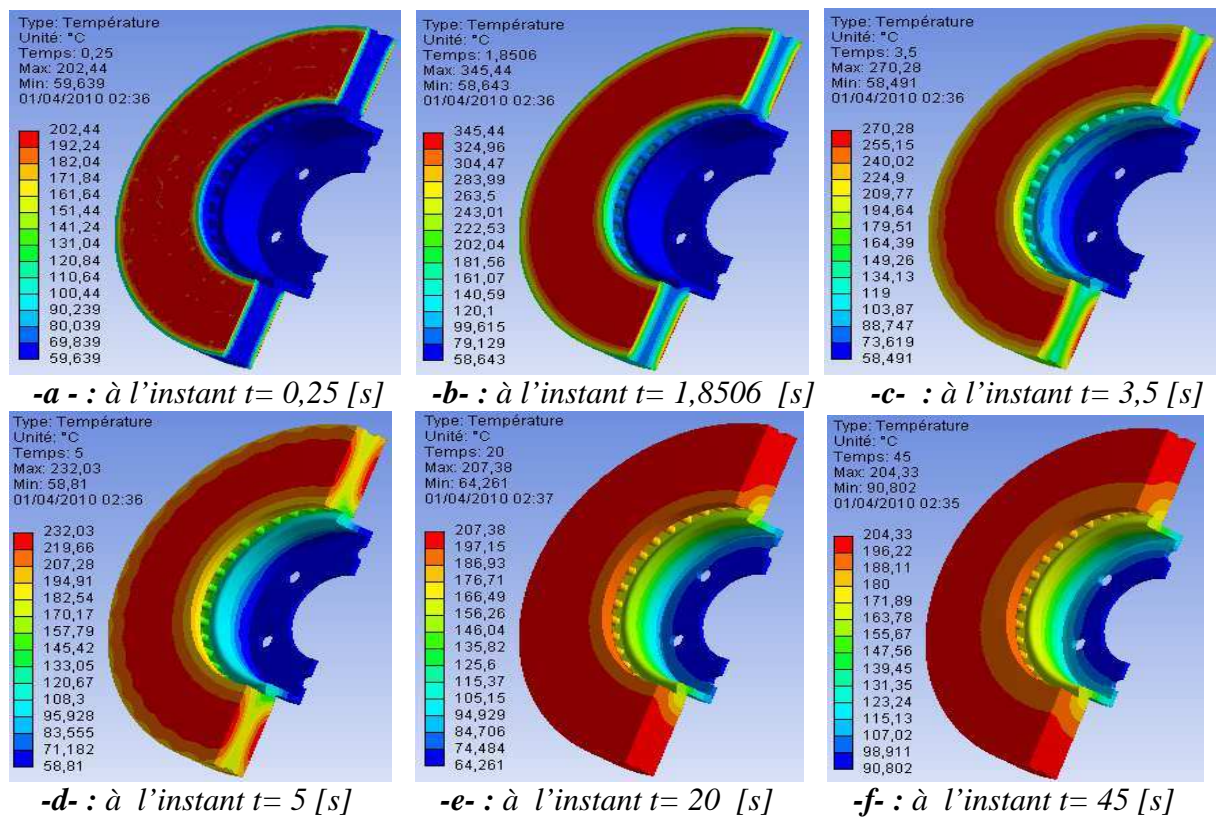 Type: Température
Unité: °C
Temps: 0,25
Max: 202,44
Min: 59,639
01/04/2010 02:36
202,44
192,24
182,04
171,84
161,64
151,44
141,24
131,04
120,84
110,64
100,44
90,239
80,039
69,839
59,639
-a - : à l'instant t= 0,25 [s]
Type: Température
Unité: °C
Temps: 1,8506
Max: 345,44
Min: 58,643
01/04/2010 02:36
345,44
324,96
304,47
283,99
263,5
243,01
222,53
202,04
181,56
161,07
140,59
120,1
99,615
79,129
58,643
-b- : à l'instant t= 1,8506 [s]
Type: Température
Unité: °C
Temps: 3,5
Max: 270,28
Min: 58,491
01/04/2010 02:36
270,28
255,15
240,02
224,9
209,77
194,64
179,51
164,39
149,26
134,13
119
103,87
88,747
73,619
58,491
-c- : à l'instant t= 3,5 [s]
Type: Température
Unité: °C
Temps: 5
Max: 232,03
Min: 58,81
01/04/2010 02:36
232,03
219,66
207,28
194,91
182,54
170,17
157,79
145,42
133,05
120,67
108,3
95,928
83,555
71,182
58,81
-d- : à l'instant t= 5 [s]
Type: Température
Unité: °C
Temps: 20
Max: 207,38
Min: 64,261
01/04/2010 02:37
207,38
197,15
186,93
176,71
166,49
156,26
146,04
135,82
125,6
115,37
105,15
94,929
84,706
74,484
64,261
-e- : à l'instant t= 20 [s]
Type: Température
Unité: °C
Temps: 45
Max: 204,33
Min: 90,802
01/04/2010 02:35
204,33
196,22
188,11
180
171,89
163,78
155,67
147,56
139,45
131,35
123,24
115,13
107,02
98,911
90,802
-f- : à l'instant t= 45 [s]